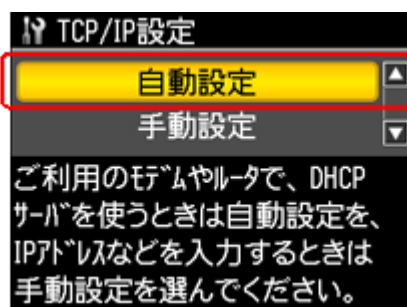 TCP/IP設定
自動設定
手動設定
ご利用のﾓﾃﾞﾑやﾙｰﾀで、DHCP
ｻｰﾊﾞを使うときは自動設定を、
IPｱﾄﾞﾚｽなどを入力するときは
手動設定を選んでください。